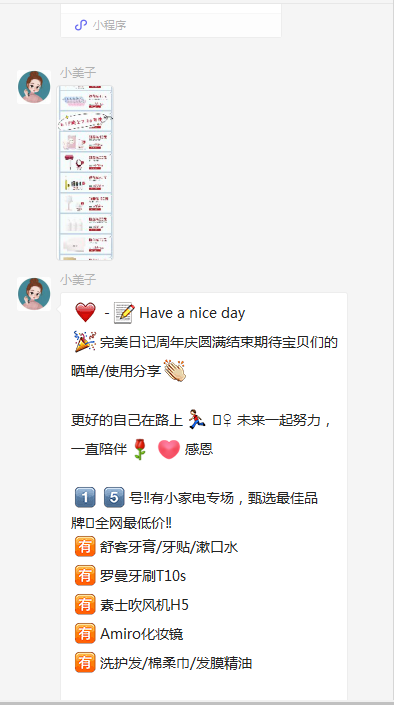 小程序
小美子
小美子
❤️ - 📝 Have a nice day
🎉 完美日记周年庆圆满结束期待宝贝们的
晒单/使用分享👏
更好的自己在路上 🏃 ▯♀ 未来一起努力，
一直陪伴🌹 💗 感恩
1️⃣ 5️⃣ 号‼有小家电专场，甄选最佳品
牌▯全网最低价‼
🈶 舒客牙膏/牙贴/漱口水
🈶 罗曼牙刷T10s
🈶 素士吹风机H5
🈶 Amiro化妆镜
🈶 洗护发/棉柔巾/发膜精油